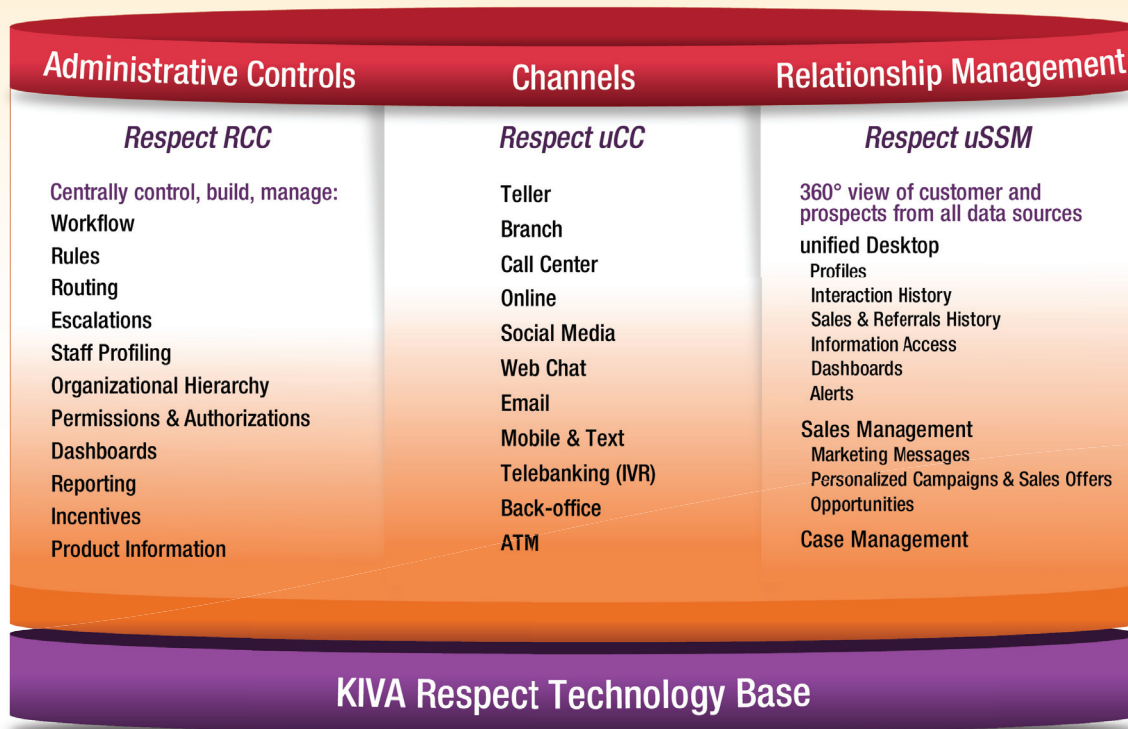 Administrative Controls
Channels
Relationship Management
Respect RCC
Centrally control, build, manage:
Workflow
Rules
Routing
Escalations
Staff Profiling
Organizational Hierarchy
Permissions & Authorizations
Dashboards
Reporting
Incentives
Product Information
Respect uCC
Teller
Branch
Call Center
Online
Social Media
Web Chat
Email
Mobile & Text
Telebanking (IVR)
Back-office
ATM
Respect uSSM
360° view of customer and
prospects from all data sources
unified Desktop
Profiles
Interaction History
Sales & Referrals History
Information Access
Dashboards
Alerts
Sales Management
Marketing Messages
Personalized Campaigns & Sales Offers
Opportunities
Case Management
KIVA Respect Technology Base